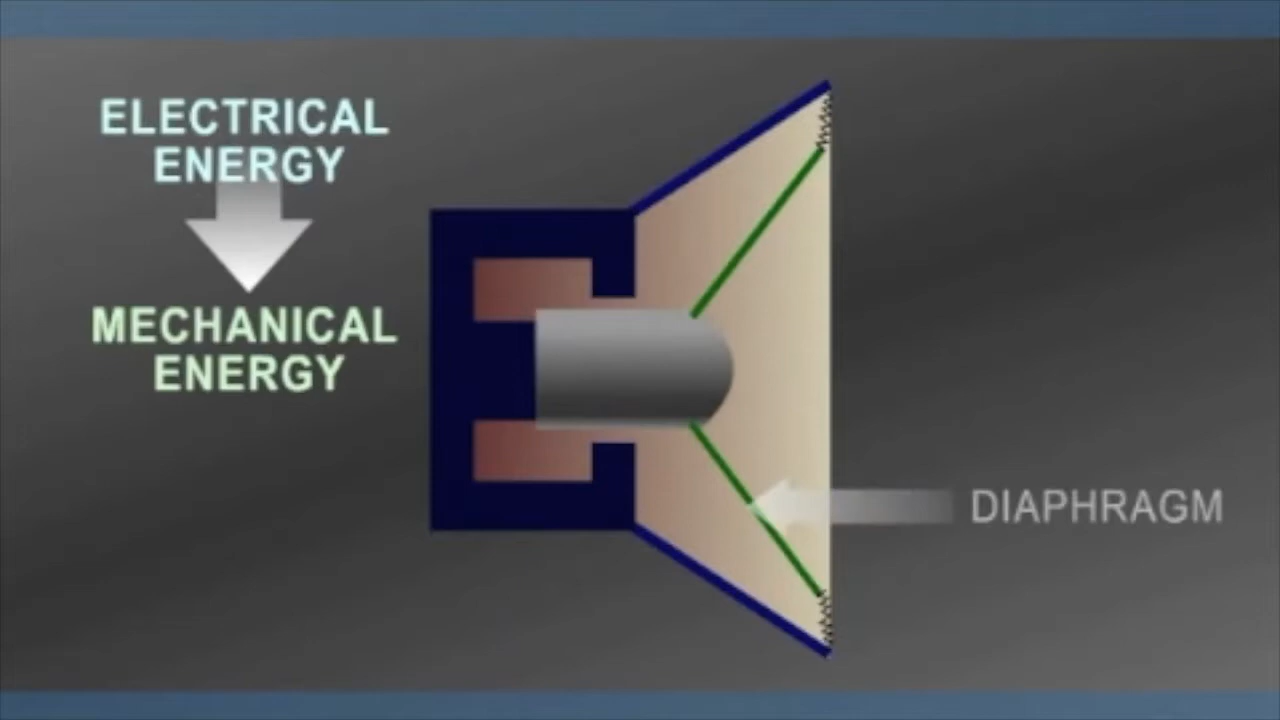 ELECTRICAL
ENERGY
MECHANICAL
ENERGY
DIAPHRAGM